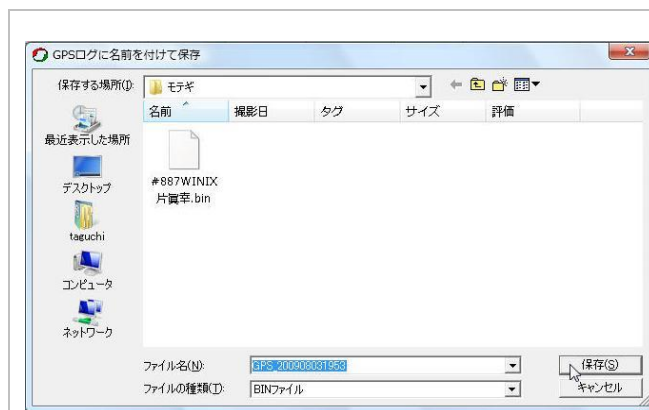 GPSログに名前を付けて保存
保存する場所(I):
モテギ
名前
撮影日
タグ
サイズ
評価
最近表示した場所
デスクトップ
taguchi
コンピュータ
ネットワーク
#887WINIX
片眞幸.bin
ファイル名(N):
GPS_200908031953
保存(S)
ファイルの種類(T):
BINファイル
キャンセル